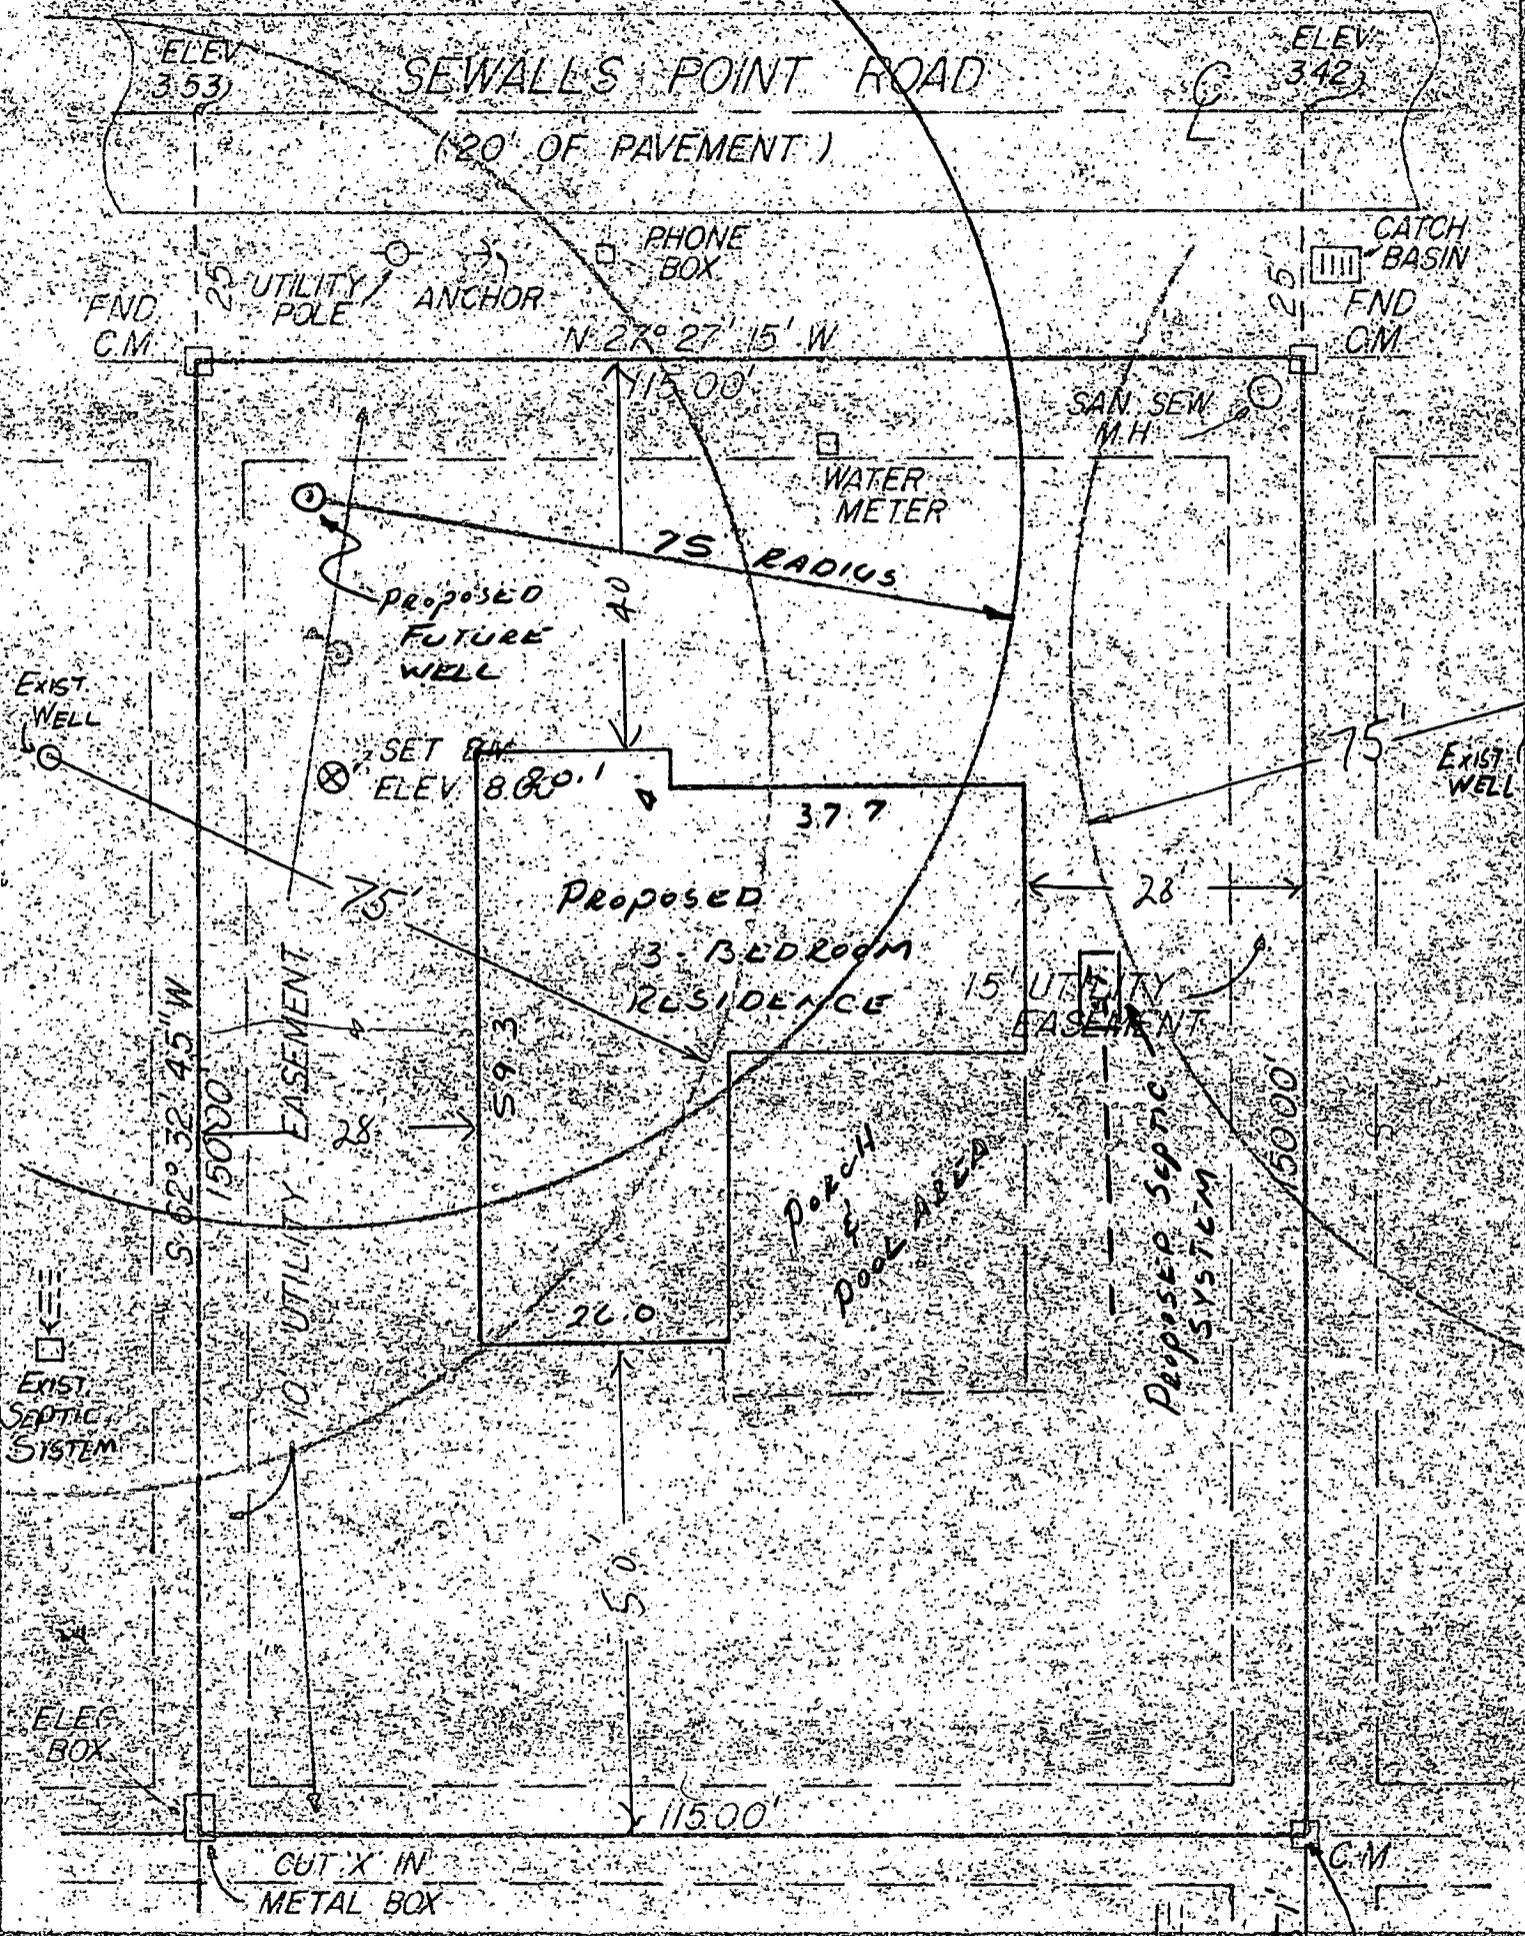 ELEV
3.53
SEWALLS POINT ROAD
℄
ELEV
3.42
(20' OF PAVEMENT)
25'
UTILITY
POLE
ANCHOR
PHONE
BOX
25'
CATCH
BASIN
FND.
C.M.
FND
C.M.
N 27° 27' 15' W
115.00'
SAN. SEW.
M.H.
WATER
METER
75' RADIUS
PROPOSED
FUTURE
WELL
40'
EXIST.
WELL
SET
ELEV 8.00
4
37.7
75'
EXIST
WELL
75'
28'
PROPOSED
3-BEDROOM
RESIDENCE
15' UTILITY
EASEMENT
S 62° 32' 45" W
150.00'
10' UTILITY EASEMENT
28
59.3
PORCH
&
POOL AREA
PROPOSED SEPTIC
SYSTEM
150.00'
26.0
EXIST.
SEPTIC
SYSTEM
50'
ELEC.
BOX
115.00'
CUT X IN
METAL BOX
C.M.